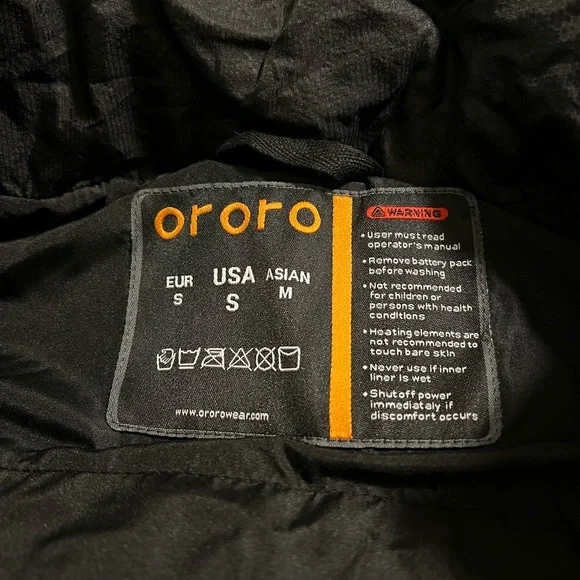 ororo
EUR USA ASIAN
S S M
www.ororowear.com
WARNING
• User must read
operator's manual
• Remove battery pack
before washing
• Not recommended
for children or
persons with health
conditions
• Heating elements are
not recommended to
touch bare skin
• Never use if inner
liner is wet
• Shutoff power
immediataly if
discomfort occurs